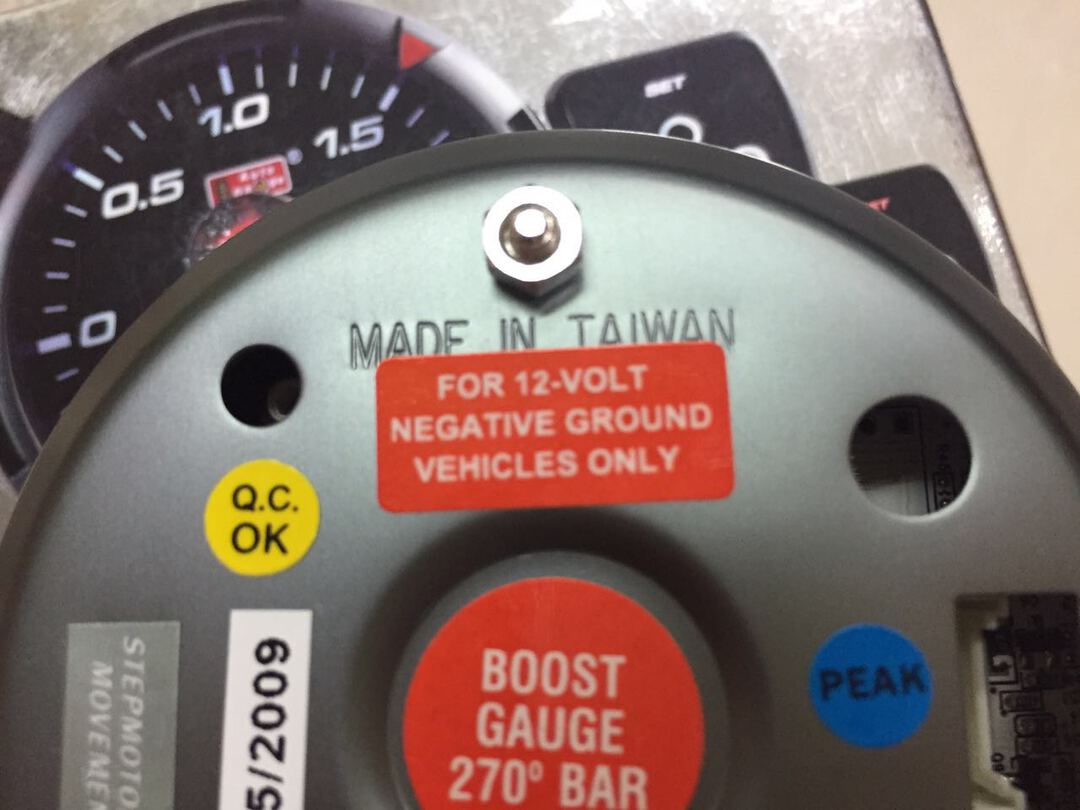 SET
1.0
1.5
0.5
0
MADE IN TAIWAN
FOR 12-VOLT
NEGATIVE GROUND
VEHICLES ONLY
Q.C.
OK
PEAK
BOOST
GAUGE
270° BAR
5/2009
STEPMOTO
MOVEMEN